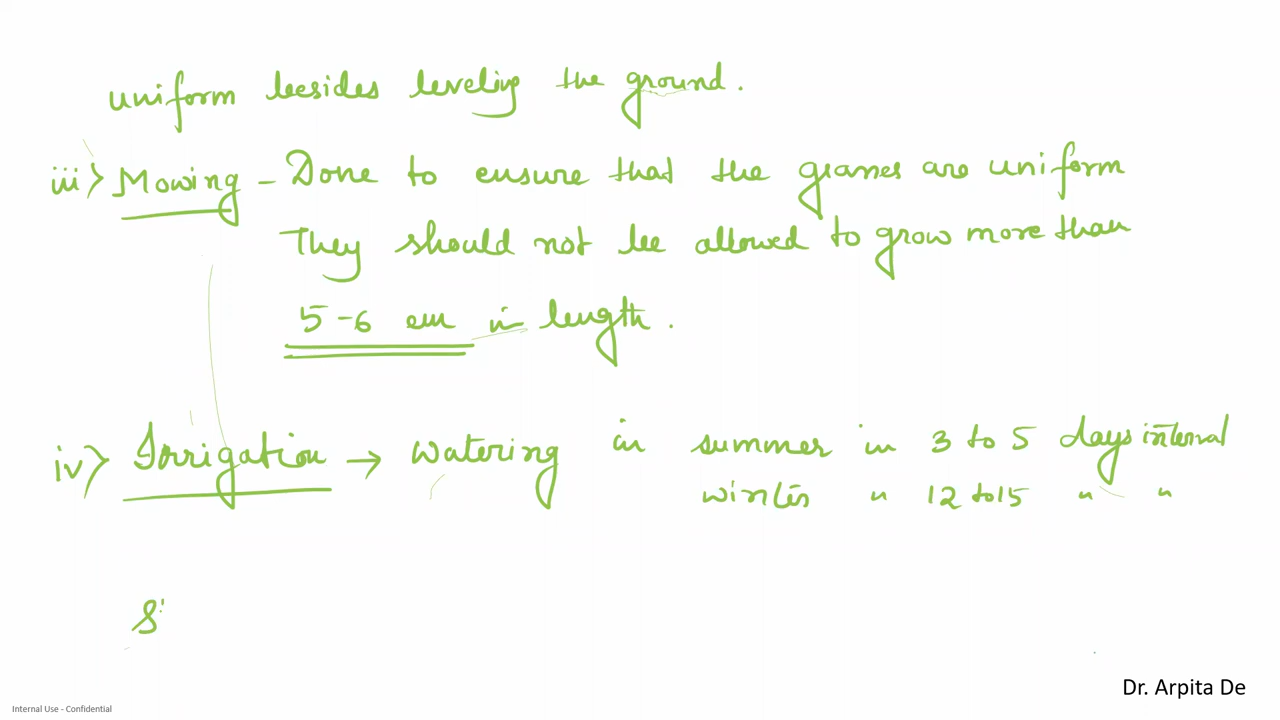 uniform besides leveling the ground.
iii> Mowing - Done to ensure that the grasses are uniform
They should not be allowed to grow more than
5-6 cm in length.
iv> Irrigation → Watering in summer in 3 to 5 days interval
winter " 12 to 15 " "
Si
Dr. Arpita De
Internal Use - Confidential